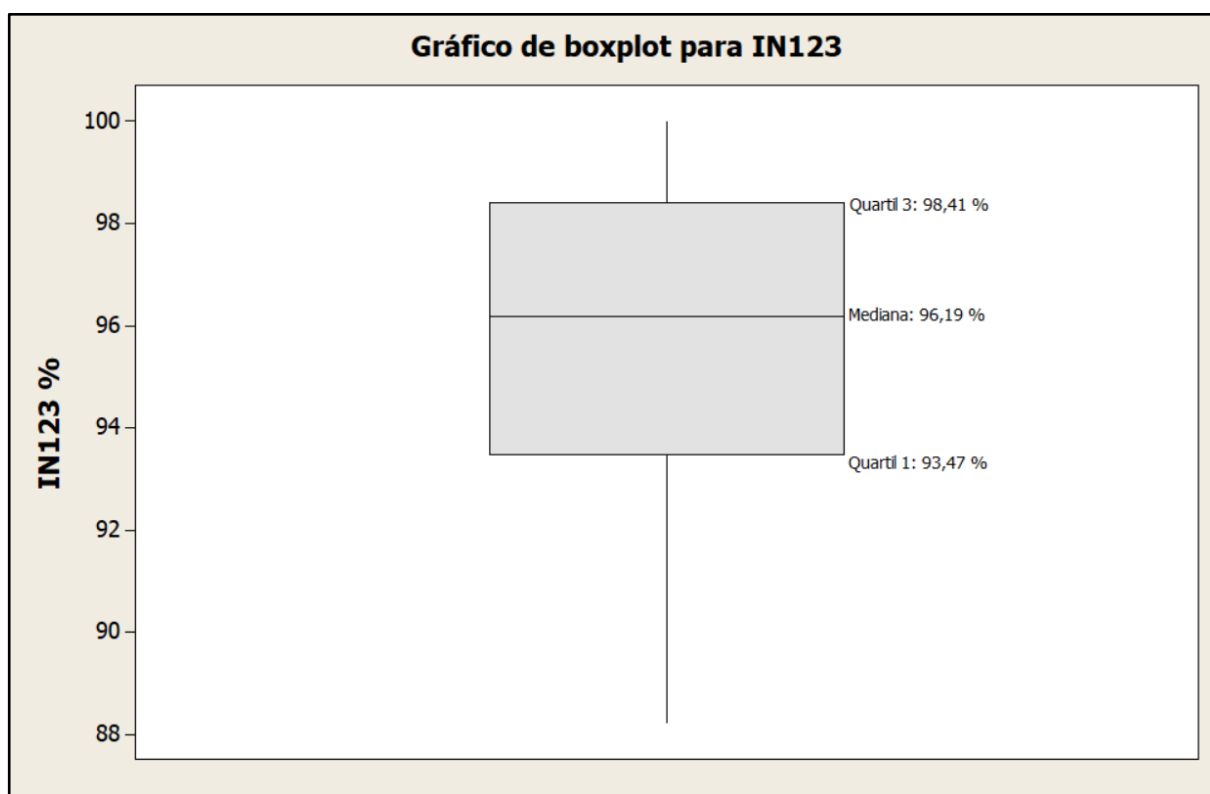 Gráfico de boxplot para IN123
IN123 %
100
98
96
94
92
90
88
Quartil 3: 98,41 %
Mediana: 96,19 %
Quartil 1: 93,47 %